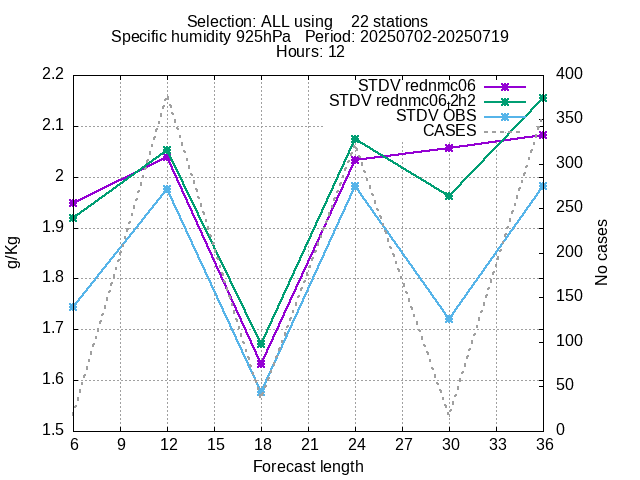 Selection: ALL using    22 stations
Specific humidity 925hPa   Period: 20250702-20250719
Hours: 12
STDV rednmc06
STDV rednmc06,2h2
STDV OBS
CASES
2.2
2.1
2
1.9
1.8
1.7
1.6
1.5
g/Kg
400
350
300
250
200
150
100
50
0
No cases
6 9 12 15 18 21 24 27 30 33 36
Forecast length